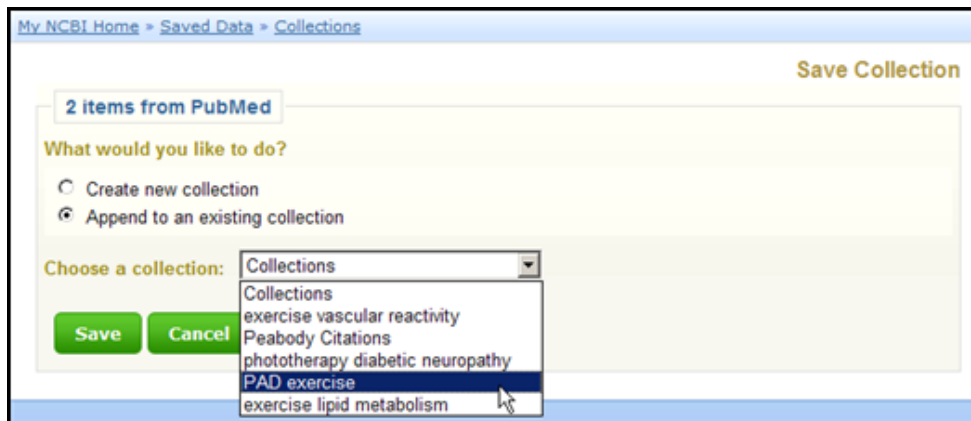 My NCBI Home » Saved Data » Collections
Save Collection
2 items from PubMed
What would you like to do?
Create new collection
Append to an existing collection
Choose a collection: Collections
Collections
exercise vascular reactivity
Save Cancel Peabody Citations
phototherapy diabetic neuropathy
PAD exercise
exercise lipid metabolism